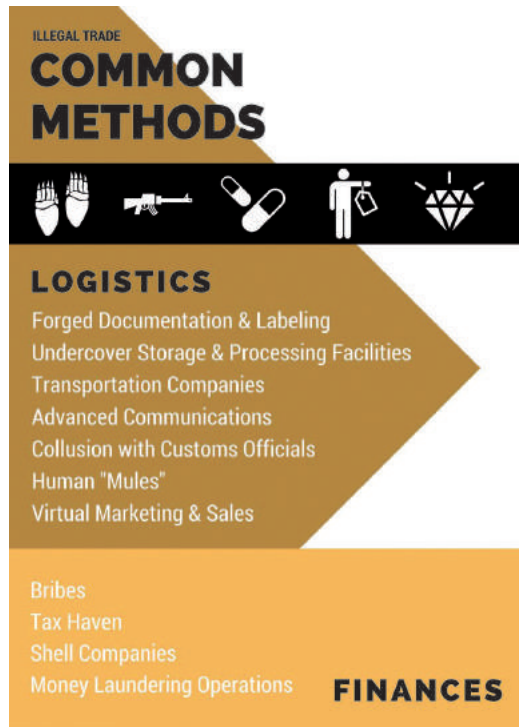 ILLEGAL TRADE
COMMON
METHODS
LOGISTICS
Forged Documentation & Labeling
Undercover Storage & Processing Facilities
Transportation Companies
Advanced Communications
Collusion with Customs Officials
Human "Mules"
Virtual Marketing & Sales
Bribes
Tax Haven
Shell Companies
Money Laundering Operations
FINANCES